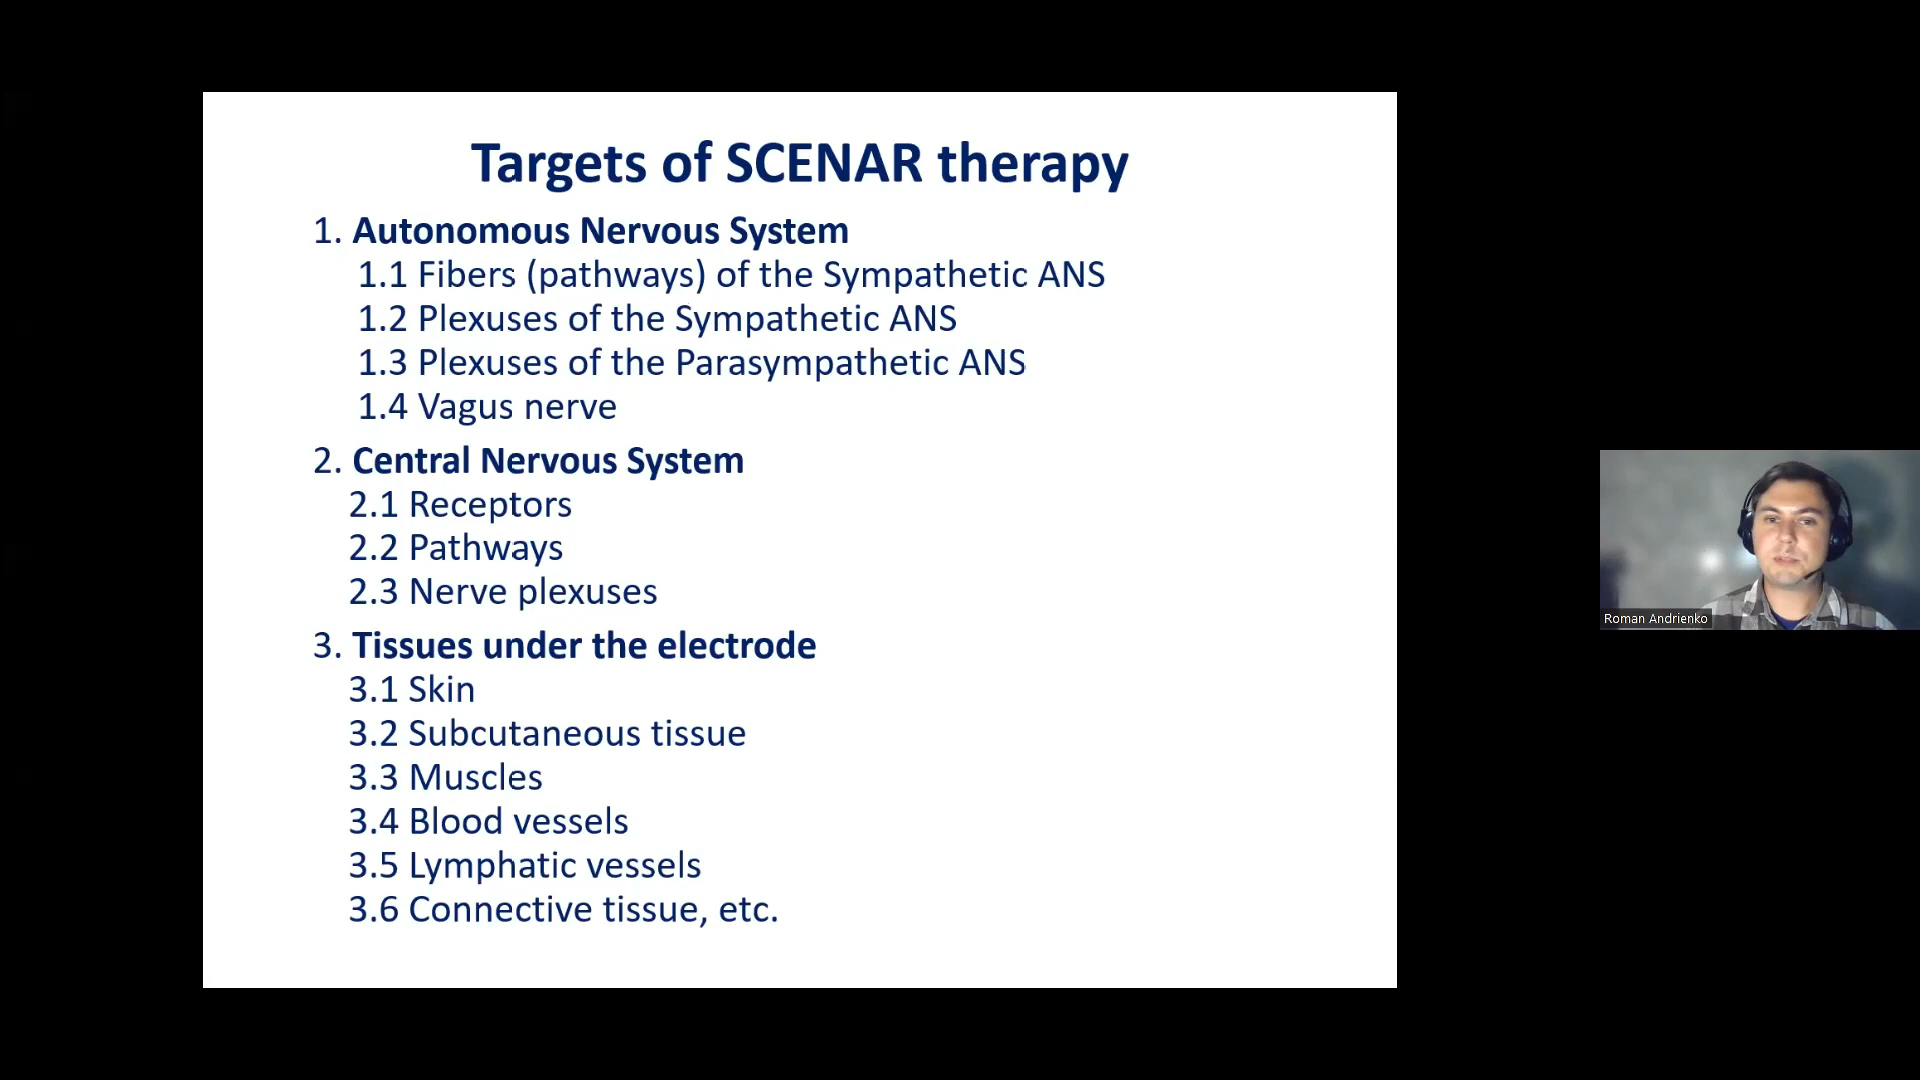 Targets of SCENAR therapy
1. Autonomous Nervous System
1.1 Fibers (pathways) of the Sympathetic ANS
1.2 Plexuses of the Sympathetic ANS
1.3 Plexuses of the Parasympathetic ANS
1.4 Vagus nerve
2. Central Nervous System
2.1 Receptors
2.2 Pathways
2.3 Nerve plexuses
3. Tissues under the electrode
3.1 Skin
3.2 Subcutaneous tissue
3.3 Muscles
3.4 Blood vessels
3.5 Lymphatic vessels
3.6 Connective tissue, etc.
Roman Andrienko